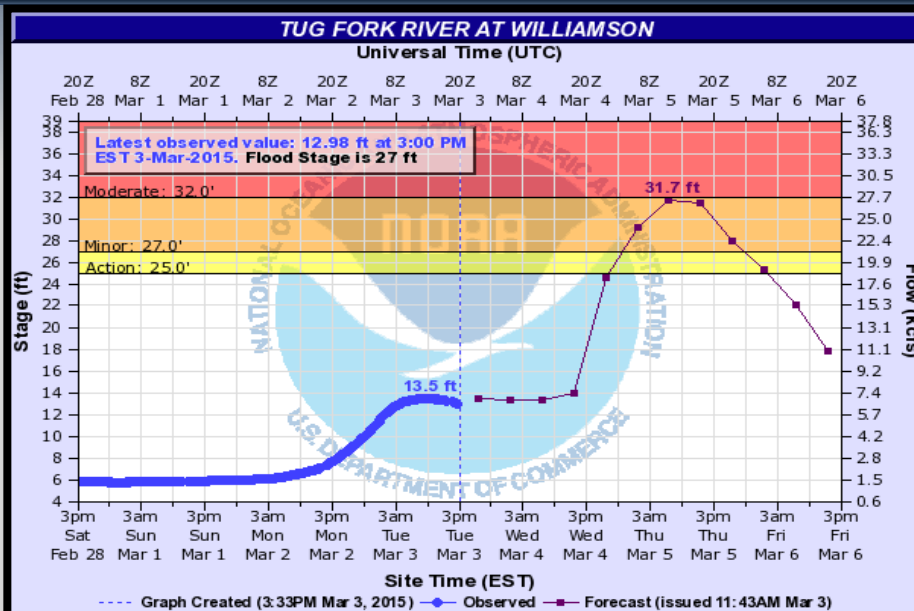 TUG FORK RIVER AT WILLIAMSON
Universal Time (UTC)
20Z 8Z 20Z 8Z 20Z 8Z 20Z 8Z 20Z 8Z 20Z 8Z 20Z
Feb 28 Mar 1 Mar 1 Mar 2 Mar 2 Mar 3 Mar 3 Mar 4 Mar 4 Mar 5 Mar 5 Mar 6 Mar 6
Latest observed value: 12.98 ft at 3:00 PM
EST 3-Mar-2015. Flood Stage is 27 ft
Moderate: 32.0'
Minor: 27.0'
Action: 25.0'
31.7 ft
13.5 ft
NOAA
NATIONAL OCEANIC AND ATMOSPHERIC ADMINISTRATION
U.S. DEPARTMENT OF COMMERCE
Stage (ft)
39
38
36
34
32
30
28
26
24
22
20
18
16
14
12
10
8
6
4
Flow (kcfs)
37.8
36.3
33.3
30.5
27.7
25.0
22.4
19.9
17.6
15.3
13.1
11.1
9.2
7.4
5.7
4.2
2.8
1.5
0.6
3pm 3am 3pm 3am 3pm 3am 3pm 3am 3pm 3am 3pm 3am 3pm
Sat Sun Sun Mon Mon Tue Tue Wed Wed Thu Thu Fri Fri
Feb 28 Mar 1 Mar 1 Mar 2 Mar 2 Mar 3 Mar 3 Mar 4 Mar 4 Mar 5 Mar 5 Mar 6 Mar 6
Site Time (EST)
Graph Created (3:33PM Mar 3, 2015) Observed Forecast (issued 11:43AM Mar 3)